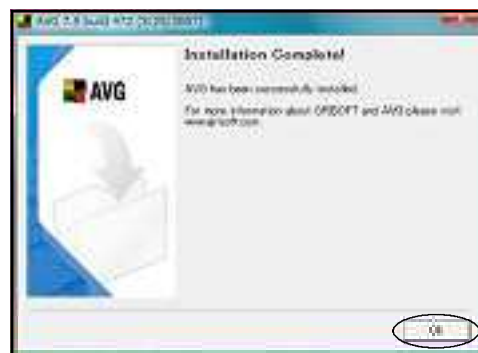 Installation Complete!
AVG
AVG has been successfully installed.
For more information about GRISOFT and AVG please visit
www.grisoft.com
OK